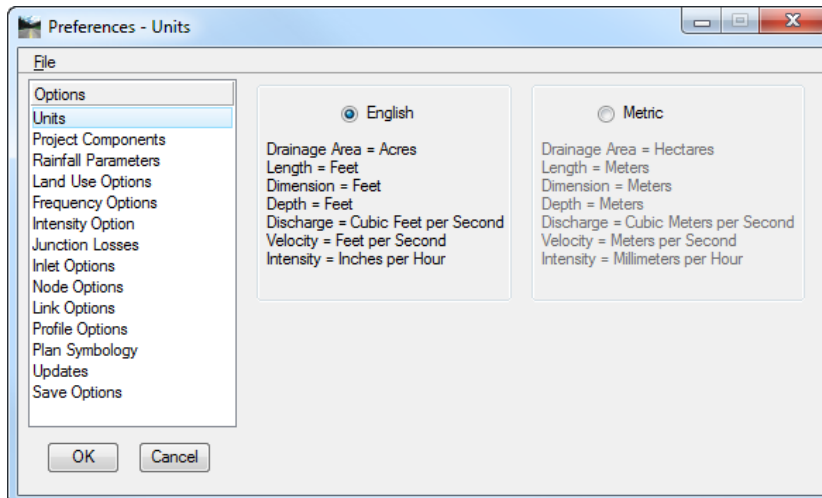 Preferences - Units
File
Options
Units
Project Components
Rainfall Parameters
Land Use Options
Frequency Options
Intensity Option
Junction Losses
Inlet Options
Node Options
Link Options
Profile Options
Plan Symbology
Updates
Save Options
OK
Cancel
English
Drainage Area = Acres
Length = Feet
Dimension = Feet
Depth = Feet
Discharge = Cubic Feet per Second
Velocity = Feet per Second
Intensity = Inches per Hour
Metric
Drainage Area = Hectares
Length = Meters
Dimension = Meters
Depth = Meters
Discharge = Cubic Meters per Second
Velocity = Meters per Second
Intensity = Millimeters per Hour